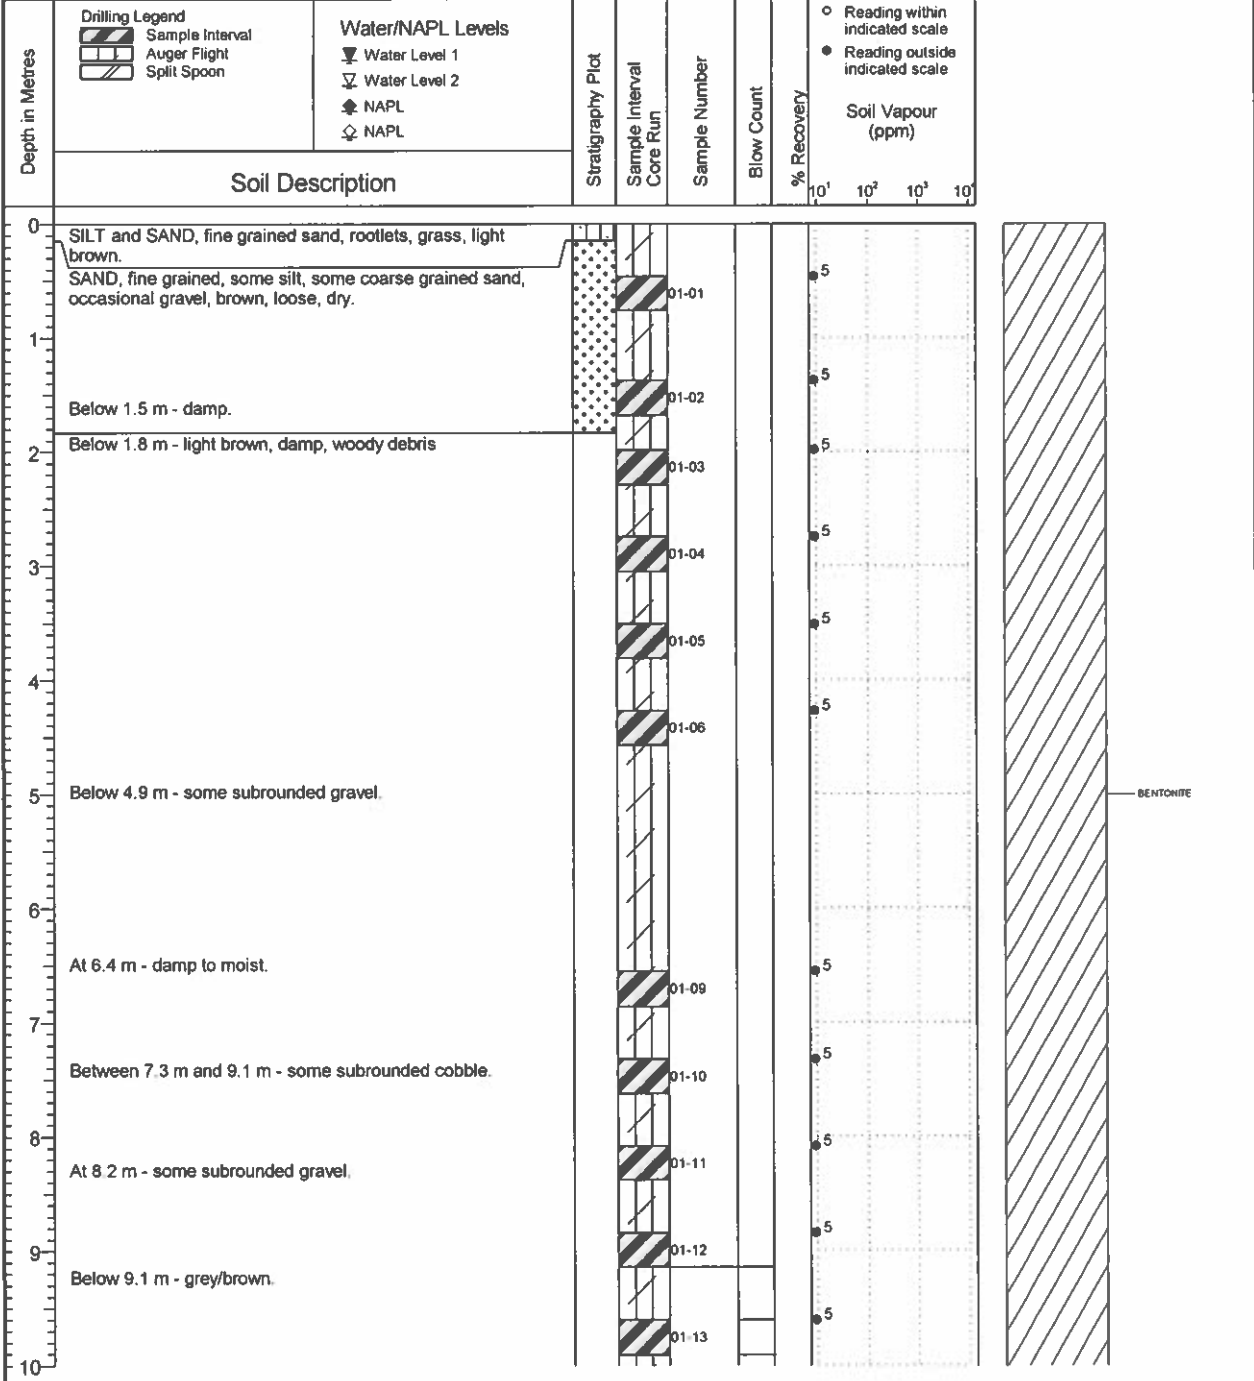 Drilling Legend
Sample Interval
Auger Flight
Split Spoon
Water/NAPL Levels
Water Level 1
Water Level 2
NAPL
NAPL
Reading within
indicated scale
Reading outside
indicated scale
Soil Vapour
(ppm)
10¹ 10² 10³ 10⁴
Depth in Metres
Soil Description
Stratigraphy Plot
Sample Interval
Core Run
Sample Number
Blow Count
% Recovery
0
SILT and SAND, fine grained sand, rootlets, grass, light
brown.
SAND, fine grained, some silt, some coarse grained sand,
occasional gravel, brown, loose, dry.
01-01
5
1
01-02
5
Below 1.5 m - damp.
Below 1.8 m - light brown, damp, woody debris
2
01-03
5
01-04
5
3
01-05
5
4
01-06
5
5
Below 4.9 m - some subrounded gravel.
BENTONITE
6
At 6.4 m - damp to moist.
01-09
5
7
Between 7.3 m and 9.1 m - some subrounded cobble.
01-10
5
8
At 8.2 m - some subrounded gravel.
01-11
5
9
01-12
5
Below 9.1 m - grey/brown.
01-13
5
10